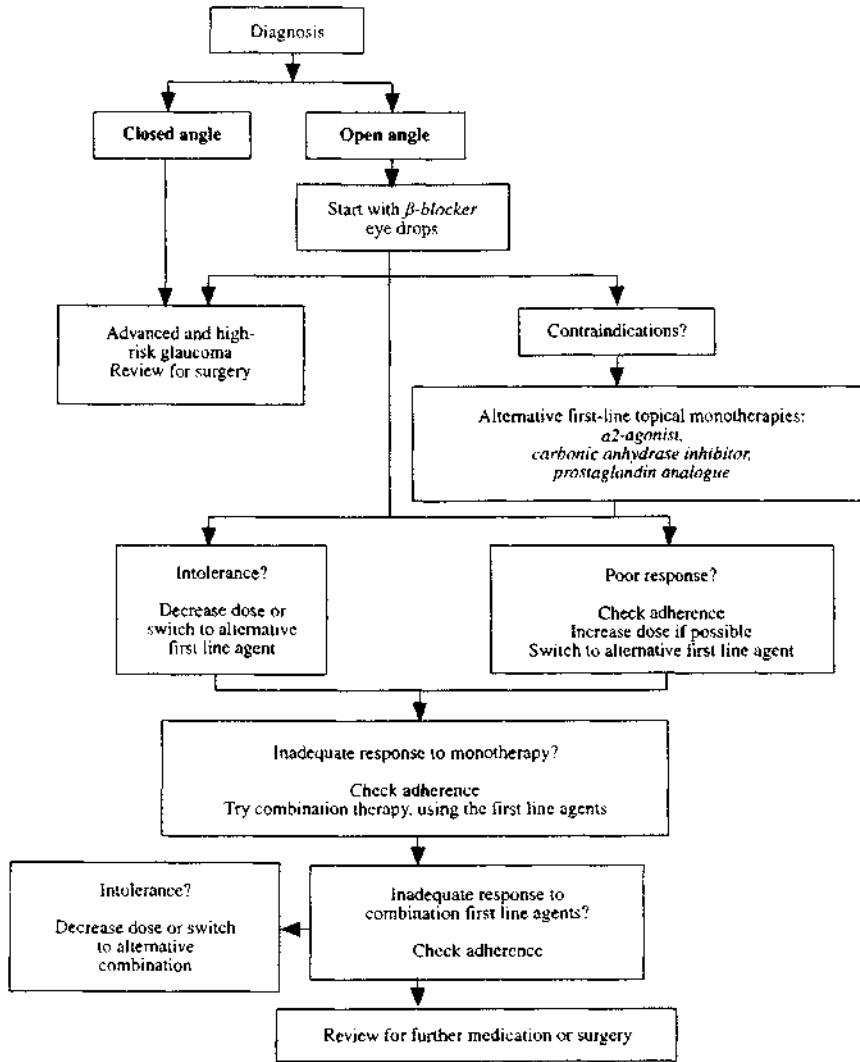 Diagnosis
Closed angle
Open angle
Start with β-blocker
eye drops
Advanced and high-
risk glaucoma
Review for surgery
Contraindications?
Alternative first-line topical monotherapies:
α2-agonist,
carbonic anhydrase inhibitor,
prostaglandin analogue
Intolerance?
Decrease dose or
switch to alternative
first line agent
Poor response?
Check adherence
Increase dose if possible
Switch to alternative first line agent
Inadequate response to monotherapy?
Check adherence
Try combination therapy, using the first line agents
Intolerance?
Decrease dose or switch
to alternative
combination
Inadequate response to
combination first line agents?
Check adherence
Review for further medication or surgery